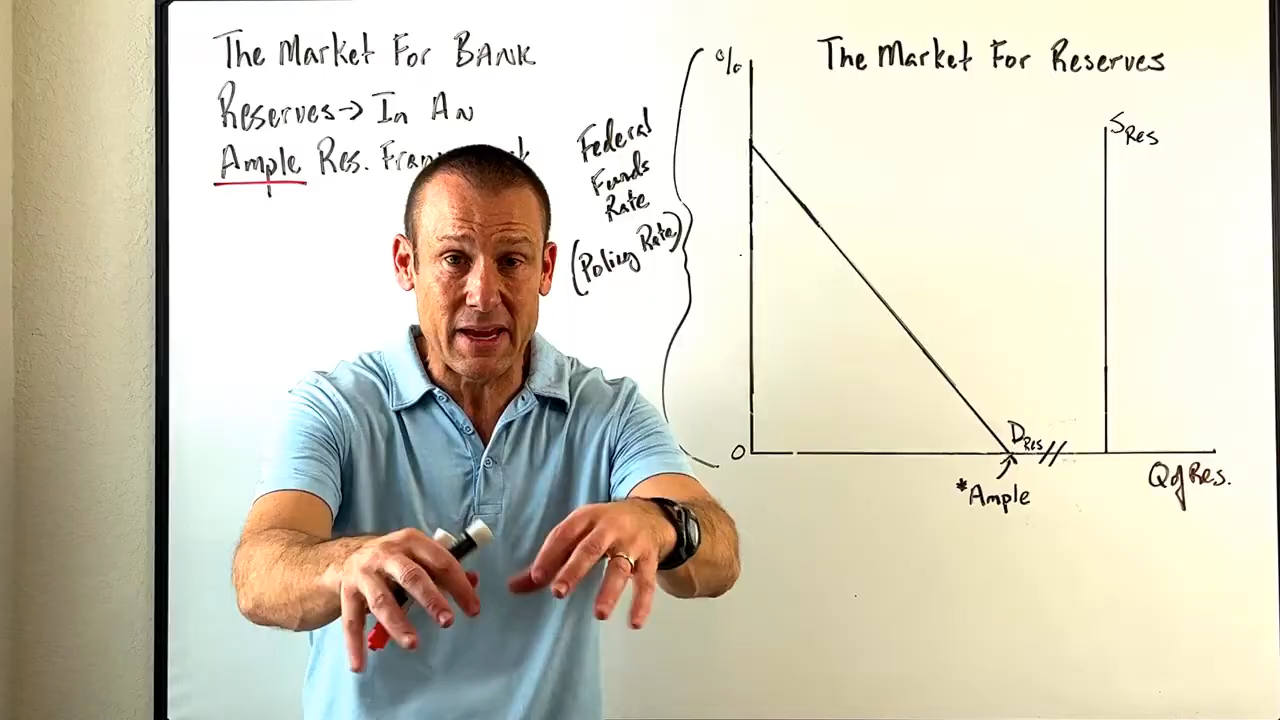 The Market For BANK
Reserves→ In An
Ample Res.
Federal
Funds
Rate
(Policy Rate)
%
The Market For Reserves
SRes
DRes
0
*Ample
Q of Res.